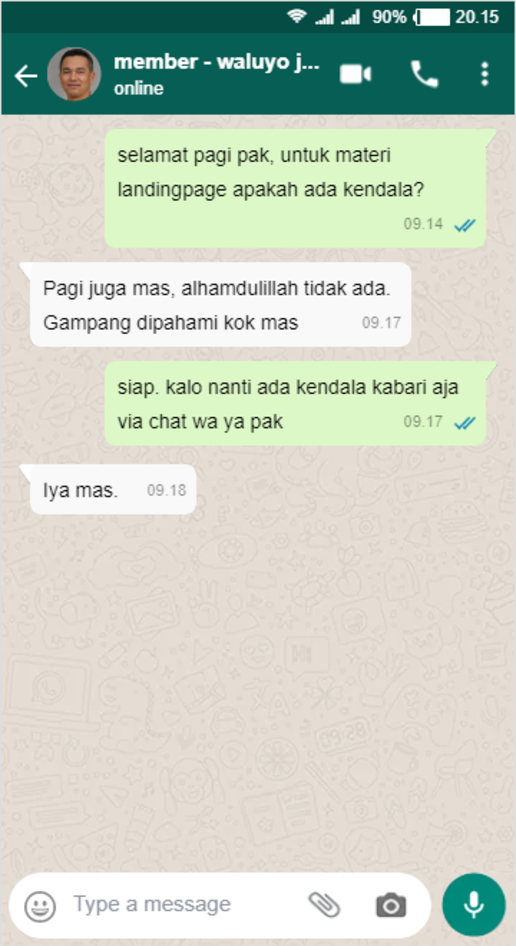 90% 20.15
member - waluyo j...
online
selamat pagi pak, untuk materi
landingpage apakah ada kendala?
09.14
Pagi juga mas, alhamdulillah tidak ada.
Gampang dipahami kok mas 09.17
siap. kalo nanti ada kendala kabari aja
via chat wa ya pak 09.17
Iya mas. 09.18
Type a message